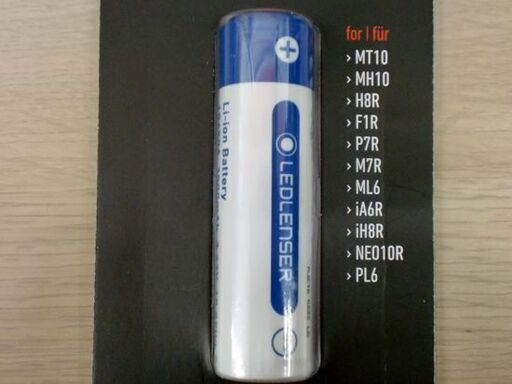 for | für
› MT10
› MH10
› H8R
› F1R
› P7R
› M7R
› ML6
› iA6R
› iH8R
› NEO10R
› PL6
+
LEDLENSER
Li-ion Battery